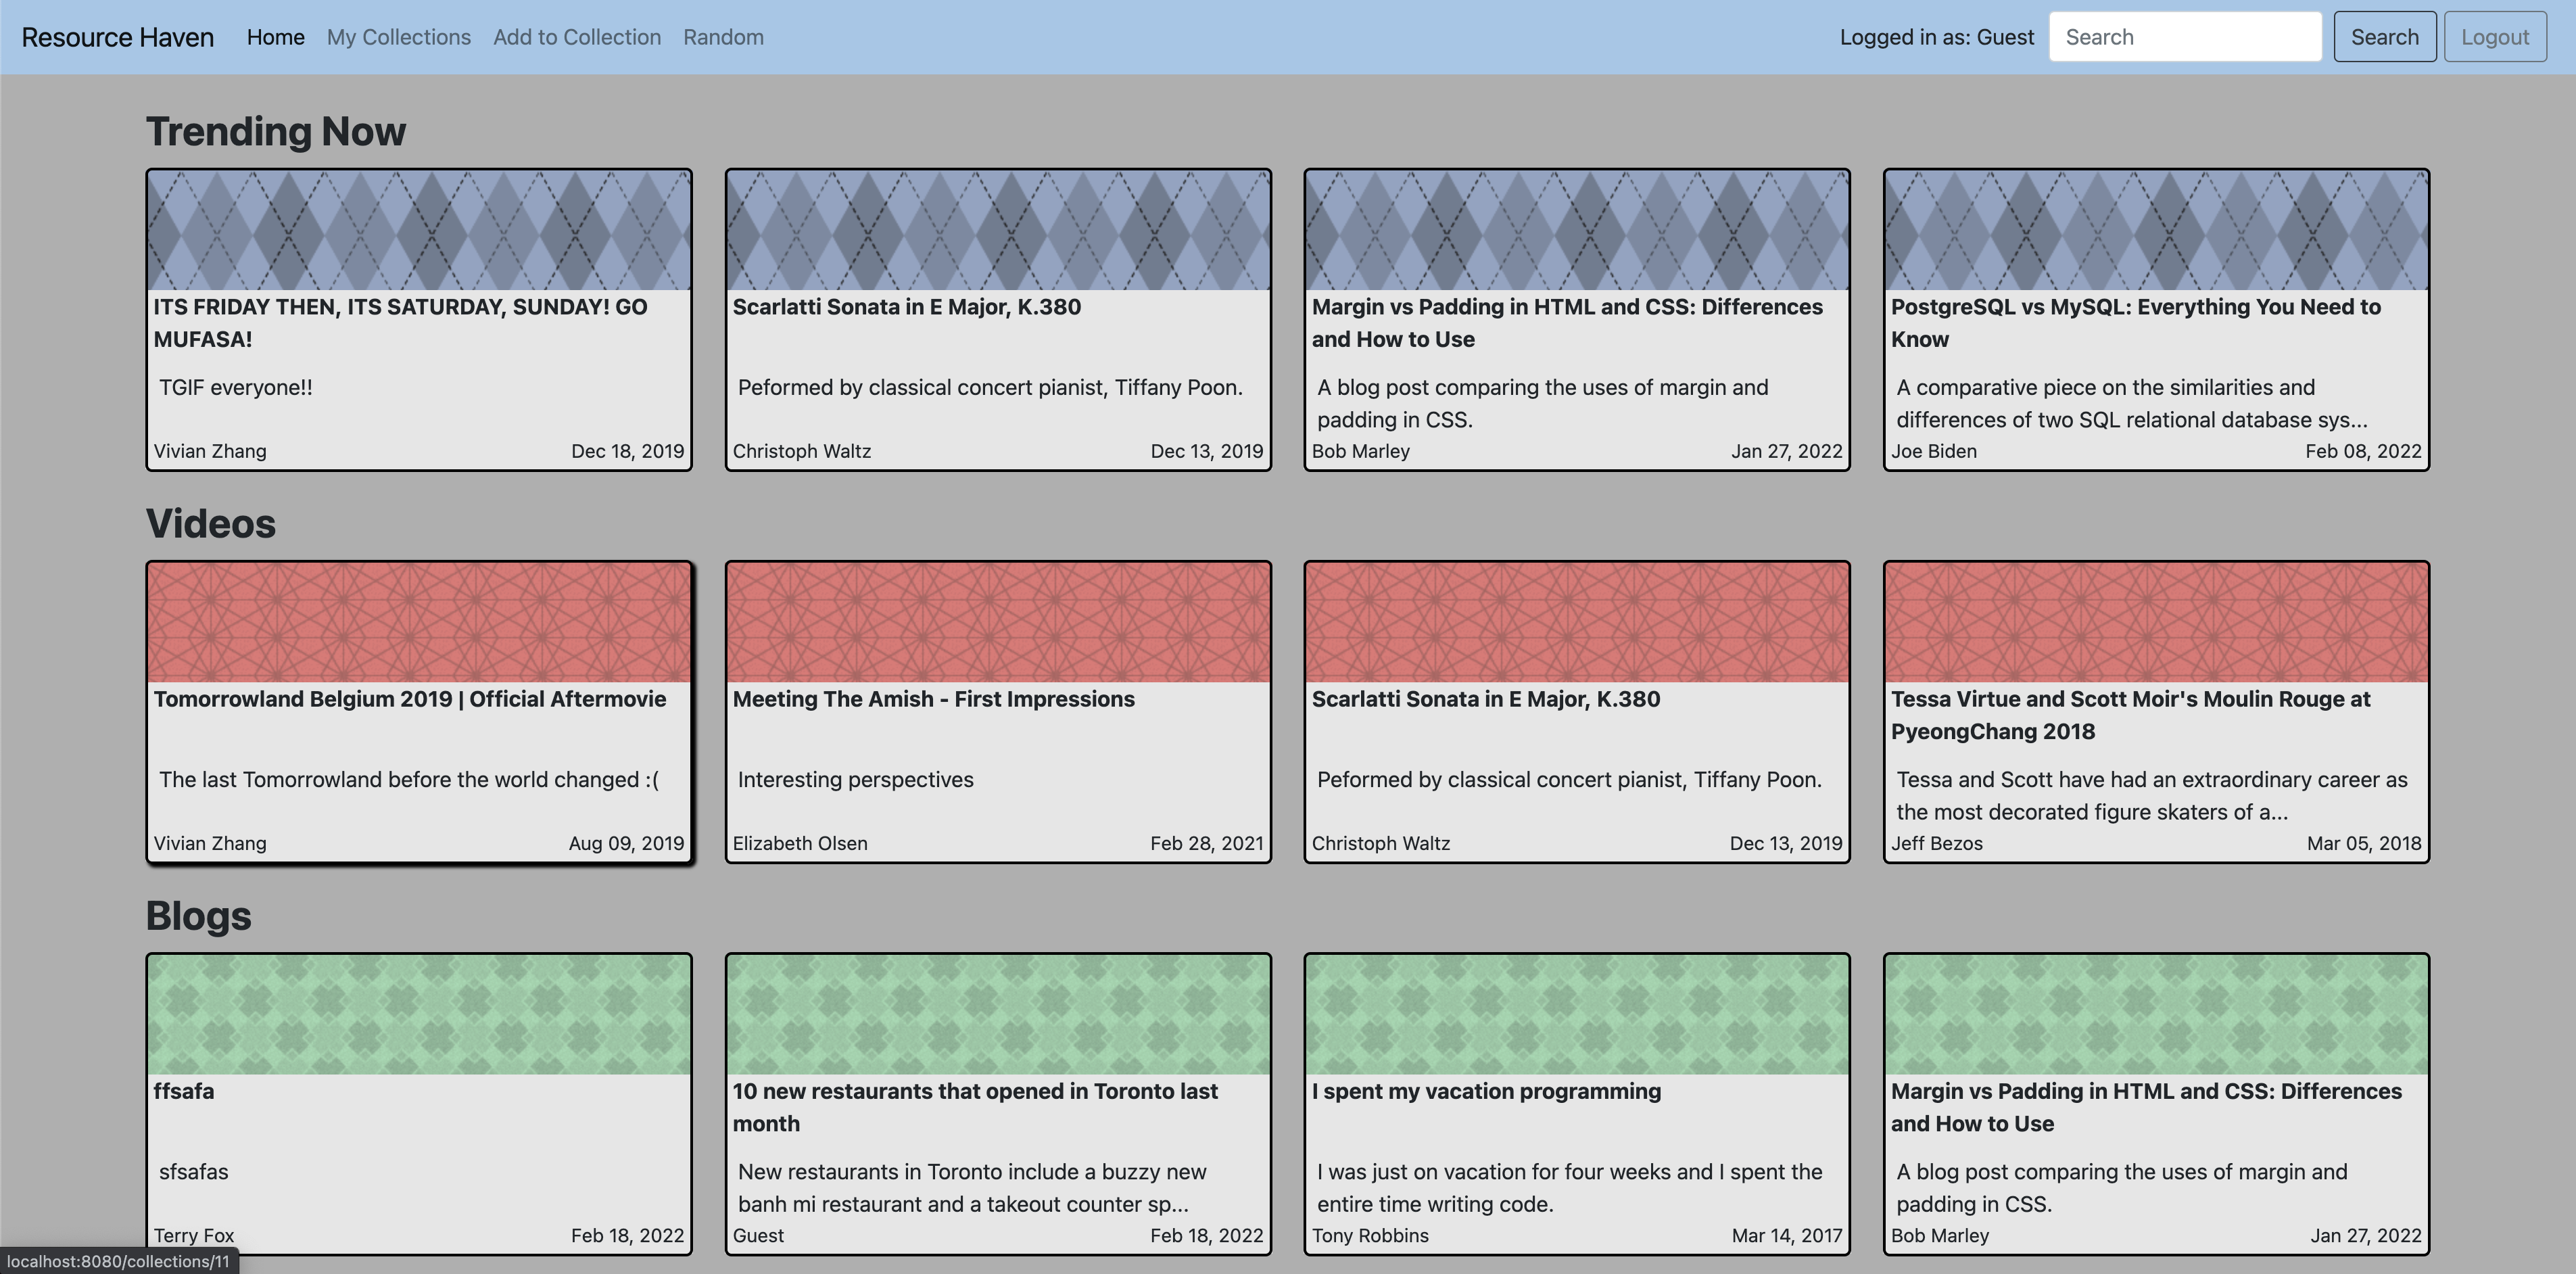 Resource Haven Home My Collections Add to Collection Random Logged in as: Guest Search Search Logout
Trending Now
ITS FRIDAY THEN, ITS SATURDAY, SUNDAY! GO
MUFASA!
TGIF everyone!!
Vivian Zhang Dec 18, 2019
Scarlatti Sonata in E Major, K.380
Peformed by classical concert pianist, Tiffany Poon.
Christoph Waltz Dec 13, 2019
Margin vs Padding in HTML and CSS: Differences
and How to Use
A blog post comparing the uses of margin and
padding in CSS.
Bob Marley Jan 27, 2022
PostgreSQL vs MySQL: Everything You Need to
Know
A comparative piece on the similarities and
differences of two SQL relational database sys...
Joe Biden Feb 08, 2022
Videos
Tomorrowland Belgium 2019 | Official Aftermovie
The last Tomorrowland before the world changed :(
Vivian Zhang Aug 09, 2019
Meeting The Amish - First Impressions
Interesting perspectives
Elizabeth Olsen Feb 28, 2021
Scarlatti Sonata in E Major, K.380
Peformed by classical concert pianist, Tiffany Poon.
Christoph Waltz Dec 13, 2019
Tessa Virtue and Scott Moir's Moulin Rouge at
PyeongChang 2018
Tessa and Scott have had an extraordinary career as
the most decorated figure skaters of a...
Jeff Bezos Mar 05, 2018
Blogs
ffsafa
sfsafas
Terry Fox Feb 18, 2022
10 new restaurants that opened in Toronto last
month
New restaurants in Toronto include a buzzy new
banh mi restaurant and a takeout counter sp...
Guest Feb 18, 2022
I spent my vacation programming
I was just on vacation for four weeks and I spent the
entire time writing code.
Tony Robbins Mar 14, 2017
Margin vs Padding in HTML and CSS: Differences
and How to Use
A blog post comparing the uses of margin and
padding in CSS.
Bob Marley Jan 27, 2022
localhost:8080/collections/11